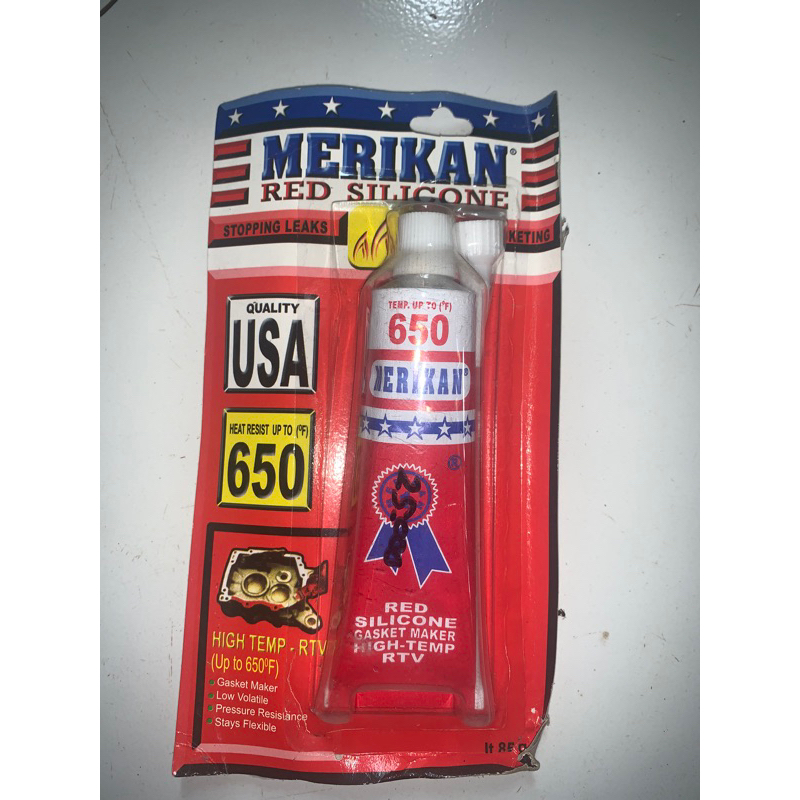 MERIKAN®
RED SILICONE
STOPPING LEAKS
KETING
QUALITY
USA
HEAT RESIST UP TO (ºF)
650
TEMP. UP TO (ºF)
650
MERIKAN®
®
RED
SILICONE
GASKET MAKER
HIGH-TEMP
RTV
HIGH TEMP - RTV
(Up to 650ºF)
Gasket Maker
Low Volatile
Pressure Resistance
Stays Flexible